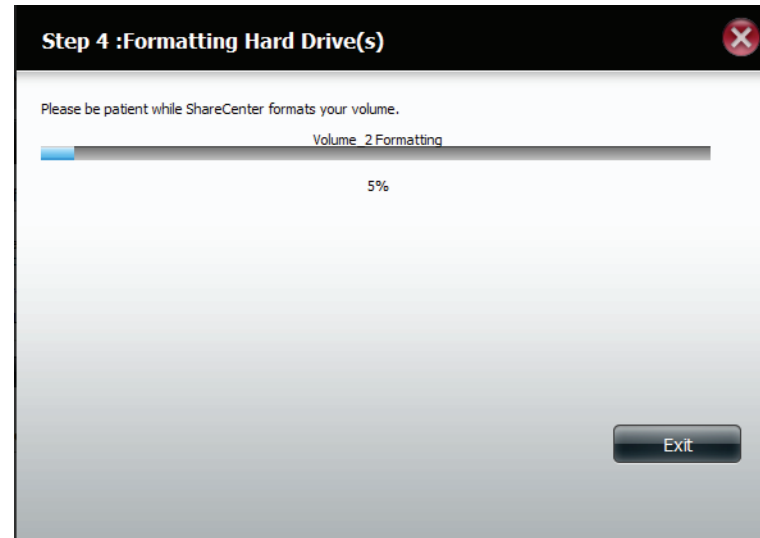 Step 4 :Formatting Hard Drive(s)
Please be patient while ShareCenter formats your volume.
Volume_2 Formatting
5%
Exit